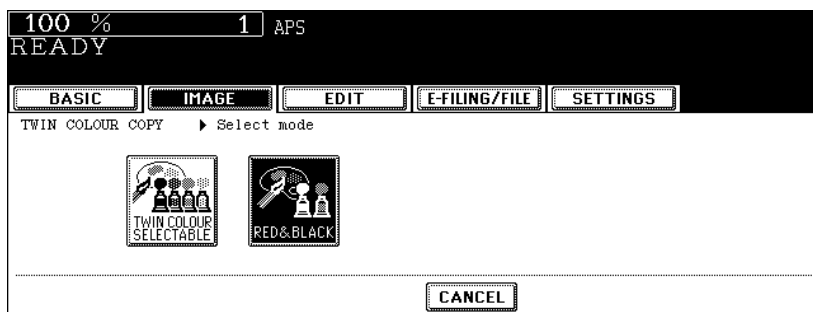 100 % 1 APS
READY
BASIC IMAGE EDIT E-FILING/FILE SETTINGS
TWIN COLOUR COPY ▶ Select mode
TWIN COLOUR
SELECTABLE
RED&BLACK
CANCEL